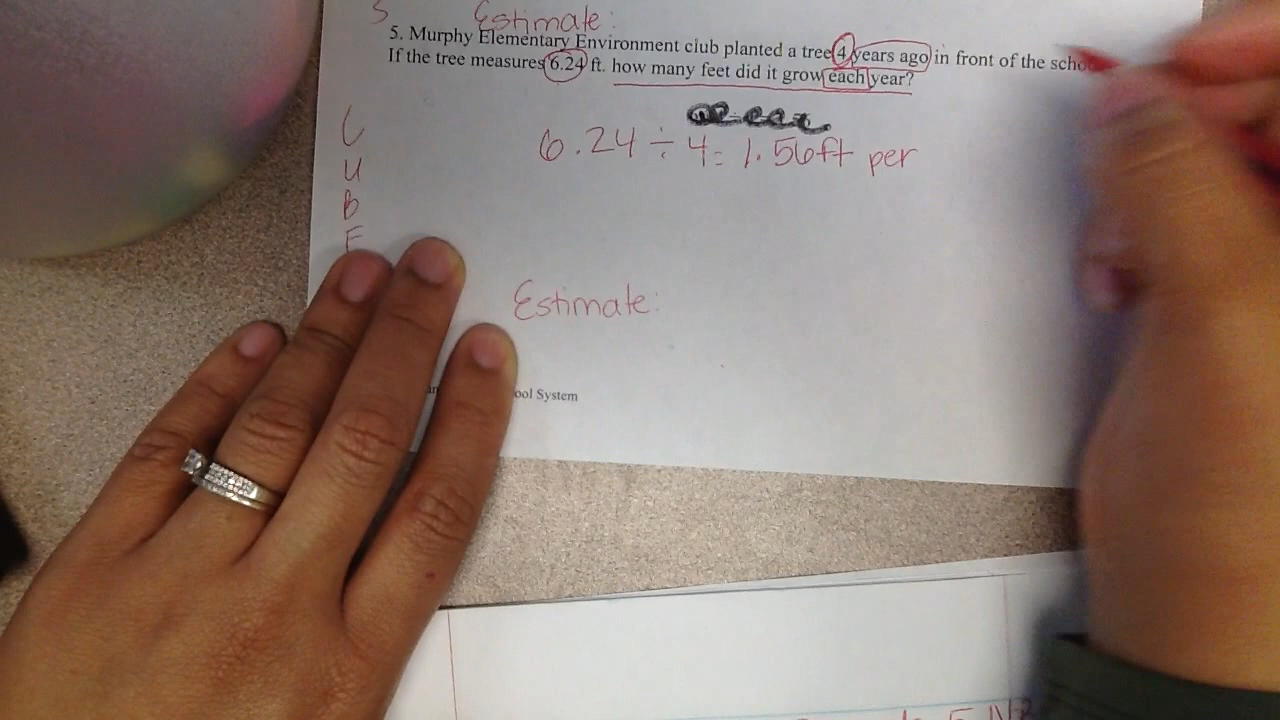 S Estimate:
5. Murphy Elementary Environment club planted a tree 4 years ago in front of the
If the tree measures 6.24 ft. how many feet did it grow each year?
C
6.24 ÷ 4 = 1.56ft per
U
B
E
Estimate:
ool System